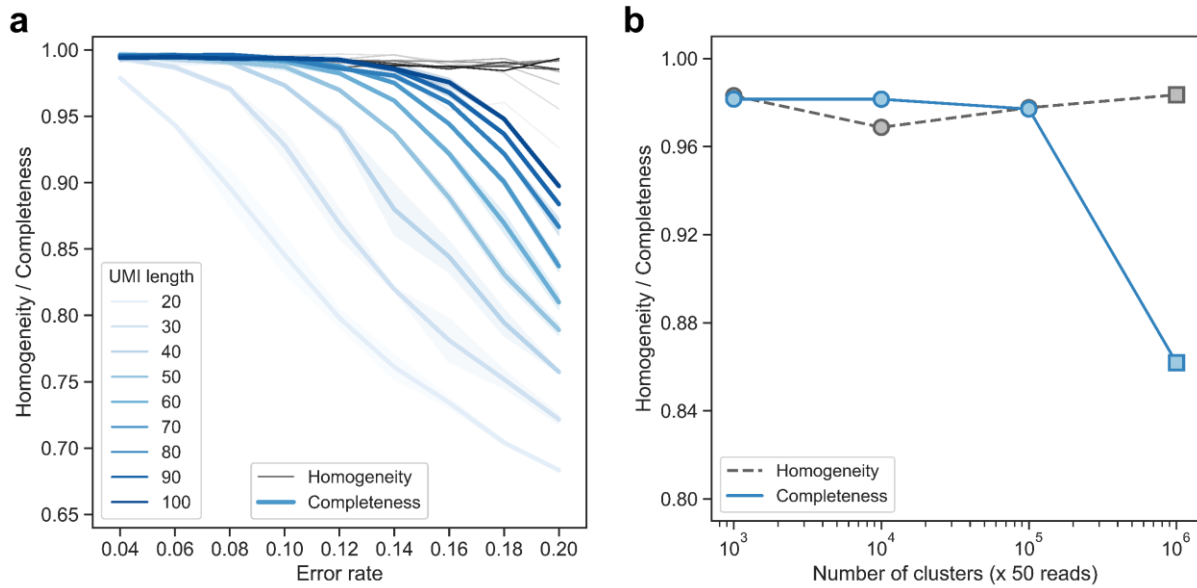 a
1.00
0.95
0.90
0.85
0.80
0.75
0.70
0.65
Homogeneity / Completeness
UMI length
20
30
40
50
60
70
80
90
100
Homogeneity
Completeness
0.04 0.06 0.08 0.10 0.12 0.14 0.16 0.18 0.20
Error rate
b
1.00
0.96
0.92
0.88
0.84
0.80
Homogeneity / Completeness
Homogeneity
Completeness
10³ 10⁴ 10⁵ 10⁶
Number of clusters (x 50 reads)